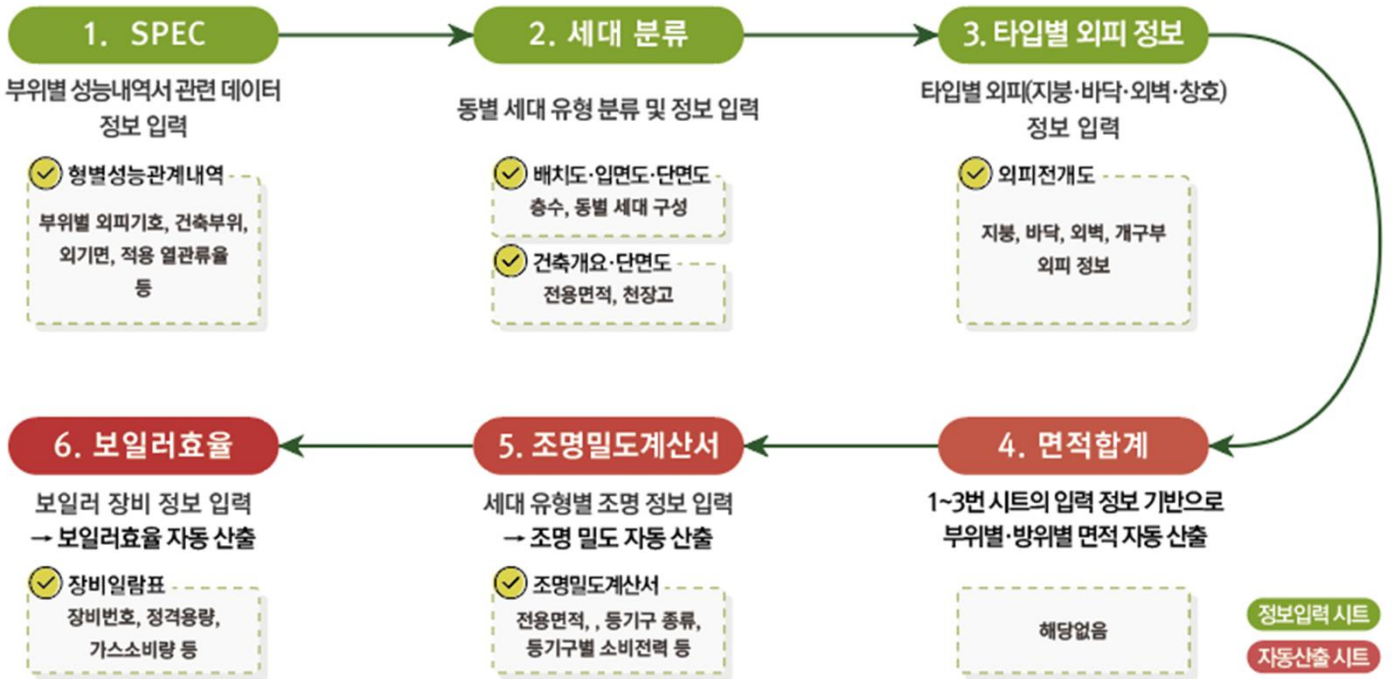 1. SPEC
부위별 성능내역서 관련 데이터
정보 입력
형별성능관계내역
부위별 외피기호, 건축부위,
외기면, 적용 열관류율
등
2. 세대 분류
동별 세대 유형 분류 및 정보 입력
배치도·입면도·단면도
층수, 동별 세대 구성
건축개요·단면도
전용면적, 천장고
3. 타입별 외피 정보
타입별 외피(지붕·바닥·외벽·창호)
정보 입력
외피전개도
지붕, 바닥, 외벽, 개구부
외피 정보
4. 면적합계
1~3번 시트의 입력 정보 기반으로
부위별·방위별 면적 자동 산출
해당없음
5. 조명밀도계산서
세대 유형별 조명 정보 입력
→ 조명 밀도 자동 산출
조명밀도계산서
전용면적, , 등기구 종류,
등기구별 소비전력 등
6. 보일러효율
보일러 장비 정보 입력
→ 보일러효율 자동 산출
장비일람표
장비번호, 정격용량,
가스소비량 등
정보입력 시트
자동산출 시트